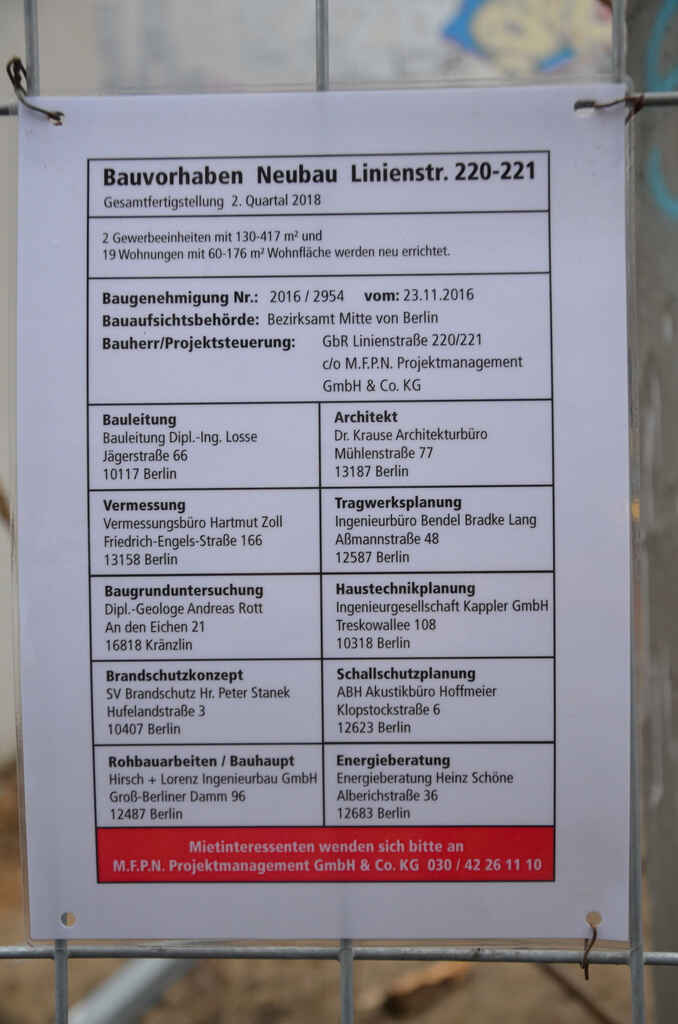 Bauvorhaben Neubau Linienstr. 220-221
Gesamtfertigstellung 2. Quartal 2018
2 Gewerbeeinheiten mit 130-417 m² und
19 Wohnungen mit 60-176 m² Wohnfläche werden neu errichtet.
Baugenehmigung Nr.: 2016 / 2954 vom: 23.11.2016
Bauaufsichtsbehörde: Bezirksamt Mitte von Berlin
Bauherr/Projektsteuerung: GbR Linienstraße 220/221
c/o M.F.P.N. Projektmanagement
GmbH & Co. KG
Bauleitung
Bauleitung Dipl.-Ing. Losse
Jägerstraße 66
10117 Berlin
Architekt
Dr. Krause Architekturbüro
Mühlenstraße 77
13187 Berlin
Vermessung
Vermessungsbüro Hartmut Zoll
Friedrich-Engels-Straße 166
13158 Berlin
Tragwerksplanung
Ingenieurbüro Bendel Bradke Lang
Aßmannstraße 48
12587 Berlin
Baugrunduntersuchung
Dipl.-Geologe Andreas Rott
An den Eichen 21
16818 Kränzlin
Haustechnikplanung
Ingenieurgesellschaft Kappler GmbH
Treskowallee 108
10318 Berlin
Brandschutzkonzept
SV Brandschutz Hr. Peter Stanek
Hufelandstraße 3
10407 Berlin
Schallschutzplanung
ABH Akustikbüro Hoffmeier
Klopstockstraße 6
12623 Berlin
Rohbauarbeiten / Bauhaupt
Hirsch + Lorenz Ingenieurbau GmbH
Groß-Berliner Damm 96
12487 Berlin
Energieberatung
Energieberatung Heinz Schöne
Alberichstraße 36
12683 Berlin
Mietinteressenten wenden sich bitte an
M.F.P.N. Projektmanagement GmbH & Co. KG 030 / 42 26 11 10